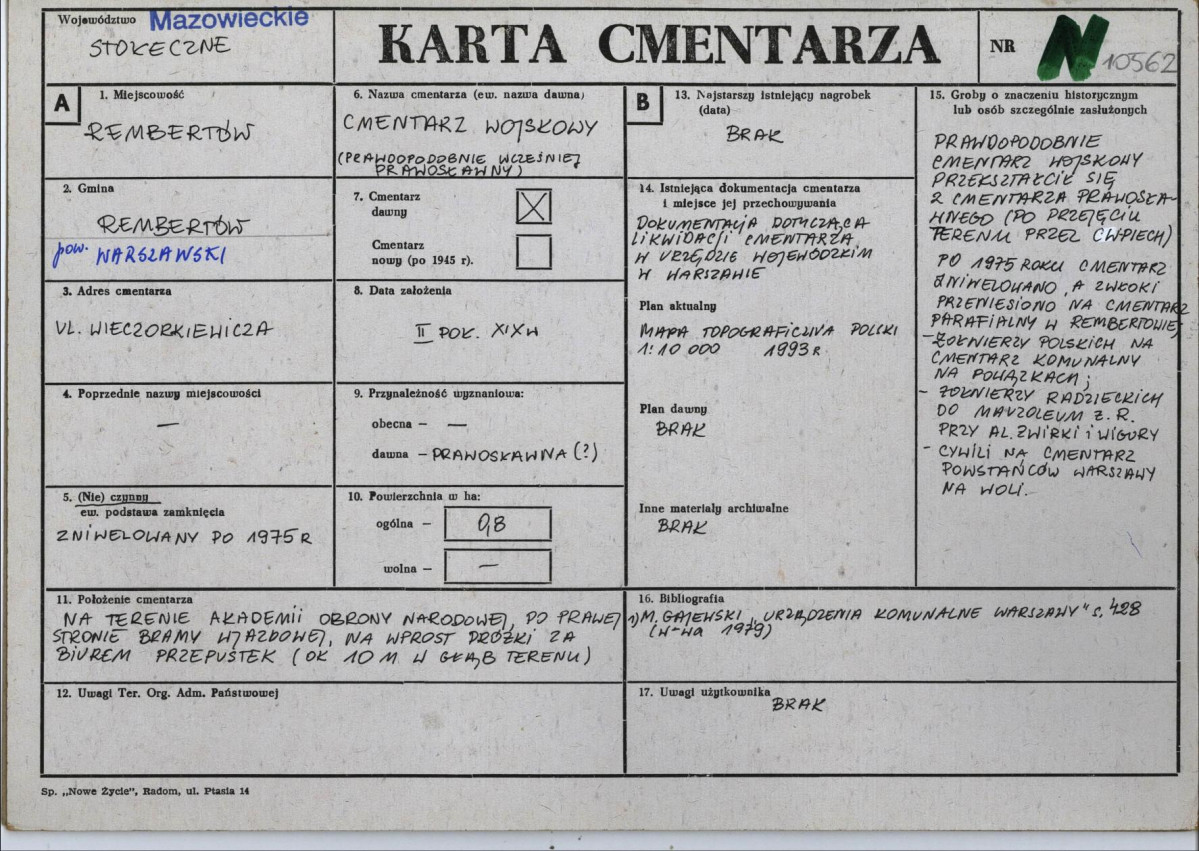 Województwo Mazowieckie
STOŁECZNE
KARTA CMENTARZA
NR N 10562
A
1. Miejscowość
REMBERTÓW
2. Gmina
REMBERTÓW
pow. WARSZAWSKI
3. Adres cmentarza
UL. WIECZORKIEWICZA
4. Poprzednie nazwy miejscowości
—
5. (Nie) czynny
ew. podstawa zamknięcia
ZNIWELOWANY PO 1975 R
6. Nazwa cmentarza (ew. nazwa dawna)
CMENTARZ WOJSKOWY
(PRAWDOPODOBNIE WCZEŚNIEJ
PRAWOSŁAWNY)
7. Cmentarz
dawny
Cmentarz
nowy (po 1945 r).
8. Data założenia
II POŁ. XIX W
9. Przynależność wyznaniowa:
obecna – —
dawna – PRAWOSŁAWNA (?)
10. Powierzchnia w ha:
ogólna – 0,8
wolna – —
B
13. Najstarszy istniejący nagrobek
(data)
BRAK
14. Istniejąca dokumentacja cmentarza
i miejsce jej przechowywania
DOKUMENTACJA DOTYCZĄCA
LIKWIDACJI CMENTARZA
W URZĘDZIE WOJEWÓDZKIM
W WARSZAWIE
Plan aktualny
MAPA TOPOGRAFICZNA POLSKI
1:10 000 1993 R
Plan dawny
BRAK
Inne materiały archiwalne
BRAK
15. Groby o znaczeniu historycznym
lub osób szczególnie zasłużonych
PRAWDOPODOBNIE
CMENTARZ WOJSKOWY
PRZEKSZTAŁCIŁ SIĘ
Z CMENTARZA PRAWOSŁA-
WNEGO (PO PRZEJĘCIU
TERENU PRZEZ CWPIECH)
PO 1975 ROKU CMENTARZ
ZNIWELOWANO, A ZWŁOKI
PRZENIESIONO NA CMENTARZ
PARAFIALNY W REMBERTOWIE;
– ŻOŁNIERZY POLSKICH NA
CMENTARZ KOMUNALNY
NA POWĄZKACH;
– ŻOŁNIERZY RADZIECKICH
DO MAUZOLEUM Ż. R.
PRZY AL. ŻWIRKI I WIGURY
– CYWILI NA CMENTARZ
POWSTAŃCÓW WARSZAWY
NA WOLI.
11. Położenie cmentarza
NA TERENIE AKADEMII OBRONY NARODOWEJ, PO PRAWEJ
STRONIE BRAMY WJAZDOWEJ, NA WPROST DRÓŻKI ZA
BIUREM PRZEPUSTEK (OK 10 M W GŁĄB TERENU)
16. Bibliografia
1) M. GAJEWSKI „URZĄDZENIA KOMUNALNE WARSZAWY" s. 428
(W-WA 1979)
12. Uwagi Ter. Org. Adm. Państwowej
17. Uwagi użytkownika
BRAK
Sp. „Nowe Życie", Radom, ul. Ptasia 14